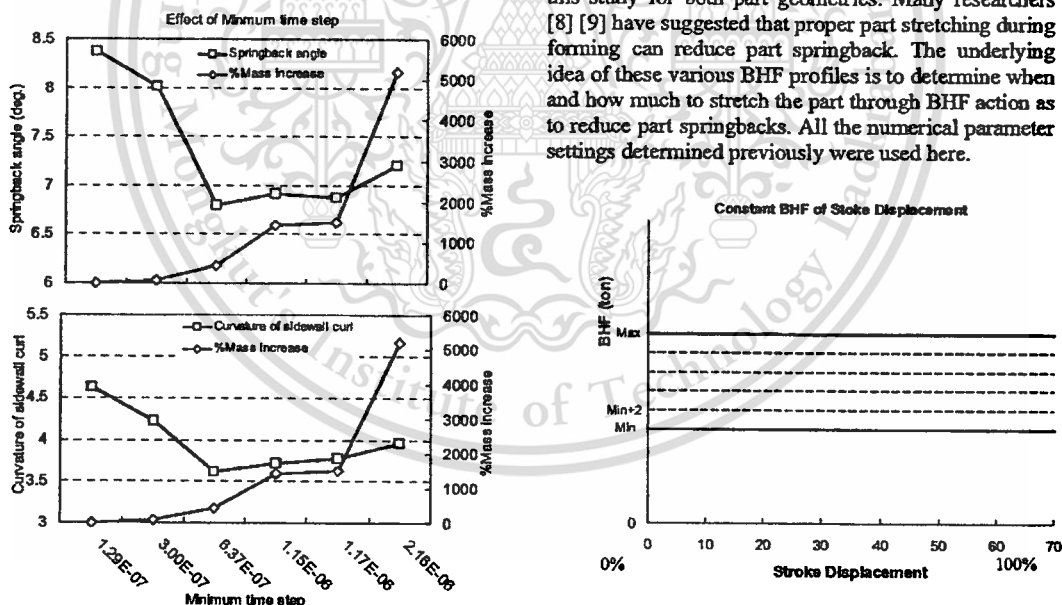 Effect of Minmum time step
8.5
8
7.5
7
6.5
6
Springback angle (deg.)
Springback angle
%Mass Increase
6000
5000
4000
3000
2000
1000
0
%Mass increase
5.5
5
4.5
4
3.5
3
Curvature of sidewall curl
Curvature of sidewall curl
%Mass Increase
6000
5000
4000
3000
2000
1000
0
%Mass increase
1.29E-07
3.00E-07
6.37E-07
1.15E-06
1.17E-06
2.16E-06
Minimum time step
this study for both part geometries. Many researchers
[8] [9] have suggested that proper part stretching during
forming can reduce part springback. The underlying
idea of these various BHF profiles is to determine when
and how much to stretch the part through BHF action as
to reduce part springbacks. All the numerical parameter
settings determined previously were used here.
Constant BHF of Stoke Displacement
BHF (ton)
Max
Min+2
Min
0
0 10 20 30 40 50 60 70
0% 100%
Stroke Displacement
King Mongkut's Institute of Technology